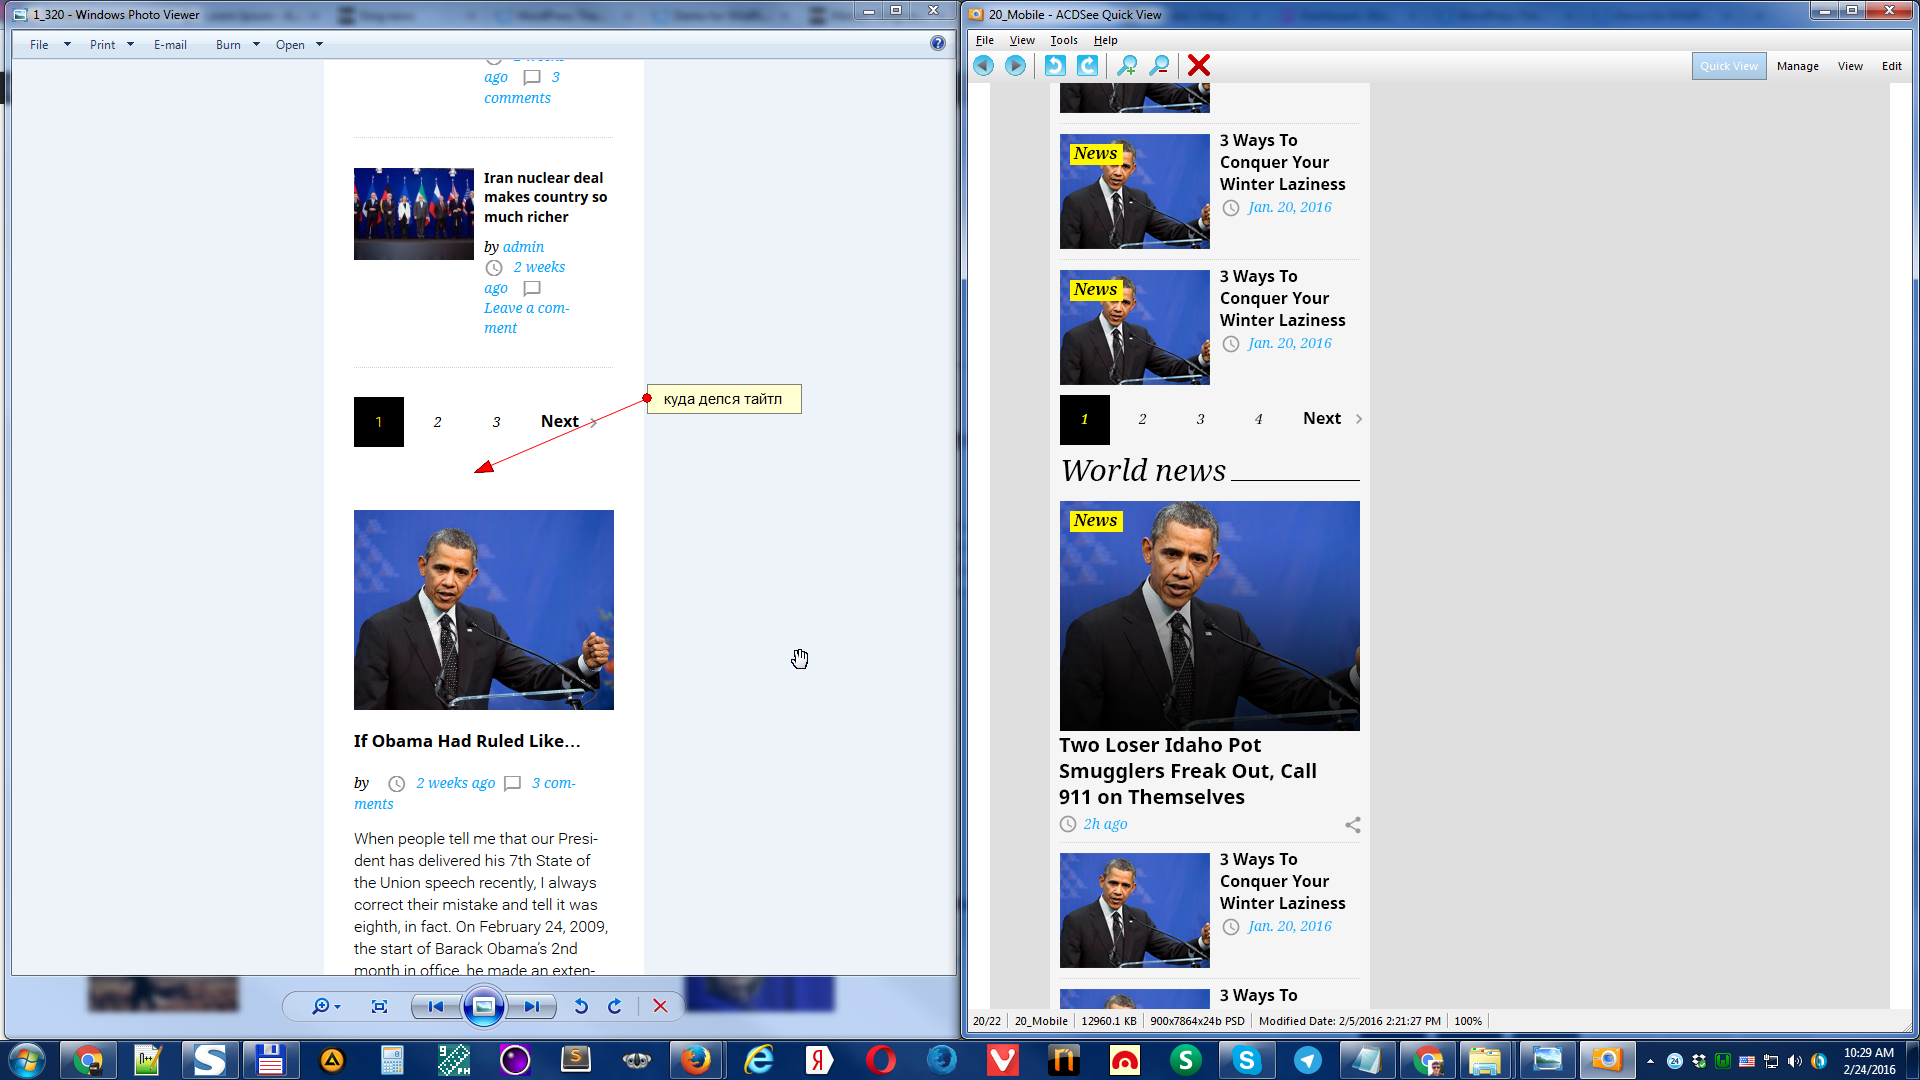 1_320 - Windows Photo Viewer
File
Print
E-mail
Burn
Open
ago 3
comments
Iran nuclear deal
makes country so
much richer
by admin
2 weeks
ago
Leave a com-
ment
1 2 3 Next
куда делся тайтл
If Obama Had Ruled Like...
by 2 weeks ago 3 com-
ments
When people tell me that our Presi-
dent has delivered his 7th State of
the Union speech recently, I always
correct their mistake and tell it was
eighth, in fact. On February 24, 2009,
the start of Barack Obama's 2nd
month in office, he made an exten-
20_Mobile - ACDSee Quick View
File View Tools Help
Quick View Manage View Edit
News
3 Ways To
Conquer Your
Winter Laziness
Jan. 20, 2016
News
3 Ways To
Conquer Your
Winter Laziness
Jan. 20, 2016
1 2 3 4 Next
World news
News
Two Loser Idaho Pot
Smugglers Freak Out, Call
911 on Themselves
2h ago
3 Ways To
Conquer Your
Winter Laziness
Jan. 20, 2016
3 Ways To
20/22 20_Mobile 12960.1 KB 900x7864x24b PSD Modified Date: 2/5/2016 2:21:27 PM 100%
10:29 AM
2/24/2016